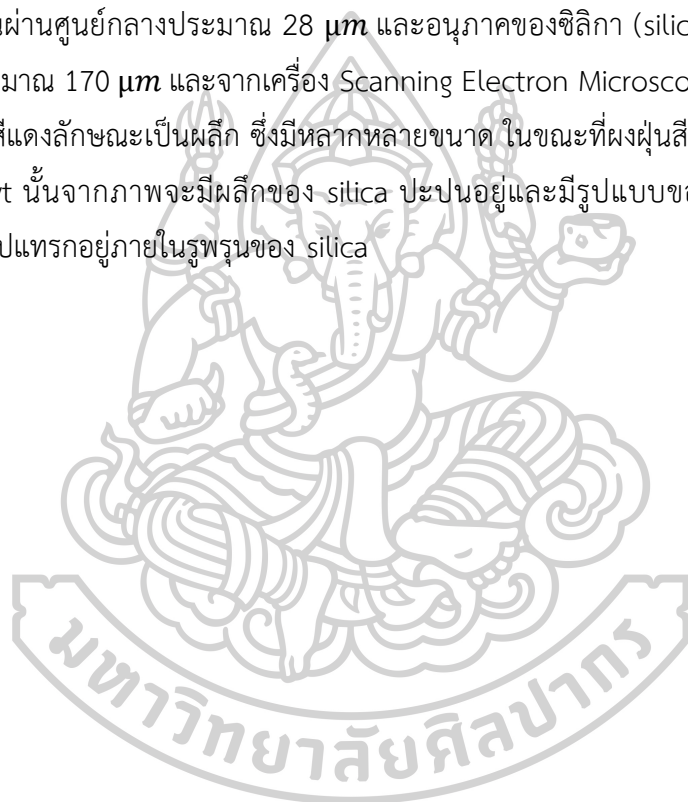 นผ่านศูนย์กลางประมาณ 28 μm และอนุภาคของซิลิกา (silic
มาณ 170 μm และจากเครื่อง Scanning Electron Microsco
สีแดงลักษณะเป็นผลึก ซึ่งมีหลากหลายขนาด ในขณะที่ผงฝุ่นสี
vt นั้นจากภาพจะมีผลึกของ silica ปะปนอยู่และมีรูปแบบขอ
ปแทรกอยู่ภายในรูพรุนของ silica
มหาวิทยาลัยศิลปากร